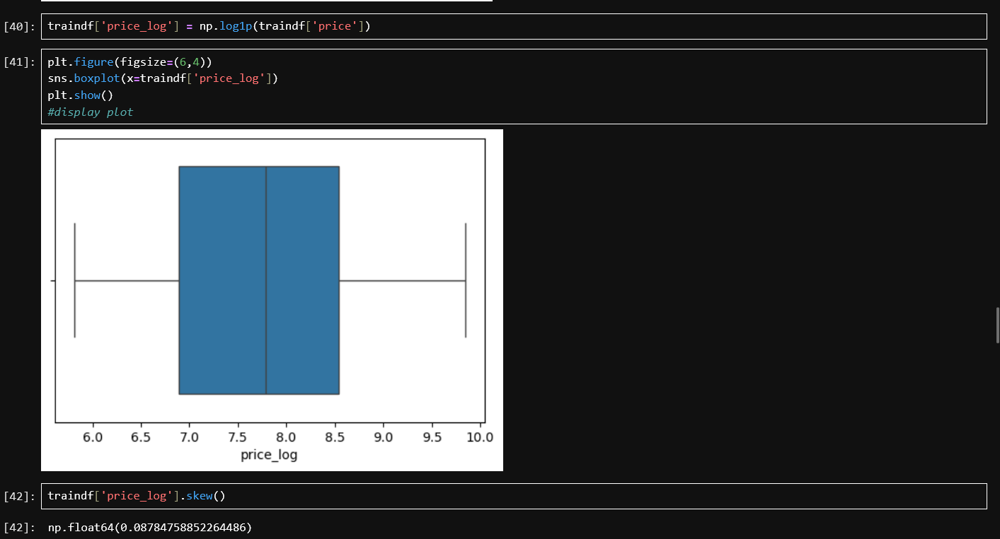 [40]: traindf['price_log'] = np.log1p(traindf['price'])
[41]: plt.figure(figsize=(6,4))
sns.boxplot(x=traindf['price_log'])
plt.show()
#display plot
6.0 6.5 7.0 7.5 8.0 8.5 9.0 9.5 10.0
price_log
[42]: traindf['price_log'].skew()
[42]: np.float64(0.08784758852264486)